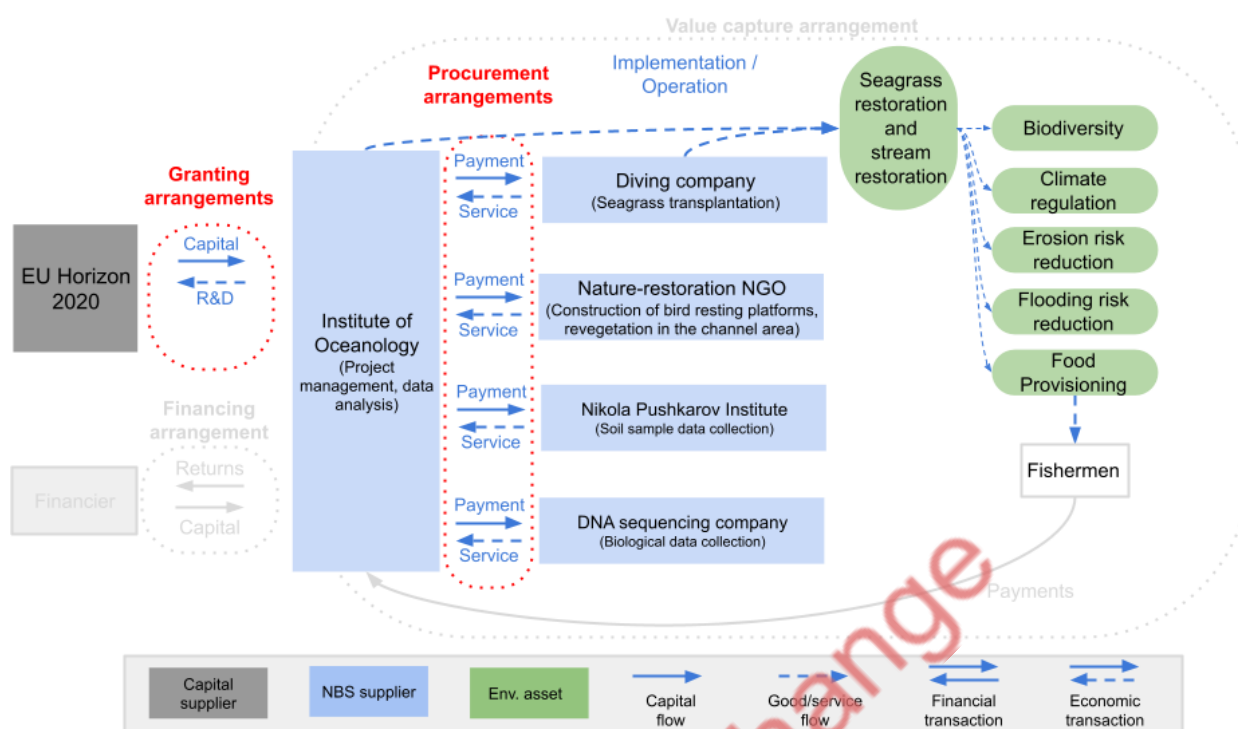 Value capture arrangement
Implementation /
Operation
Procurement
arrangements
Seagrass
restoration
and
stream
restoration
Biodiversity
Climate
regulation
Erosion risk
reduction
Flooding risk
reduction
Food
Provisioning
Fishermen
Payments
Granting
arrangements
Capital
R&D
EU Horizon
2020
Financing
arrangement
Returns
Capital
Financier
Institute of
Oceanology
(Project
management, data
analysis)
Payment
Service
Diving company
(Seagrass transplantation)
Payment
Service
Nature-restoration NGO
(Construction of bird resting platforms,
revegetation in the channel area)
Payment
Service
Nikola Pushkarov Institute
(Soil sample data collection)
Payment
Service
DNA sequencing company
(Biological data collection)
Capital
supplier
NBS supplier
Env. asset
Capital
flow
Good/service
flow
Financial
transaction
Economic
transaction